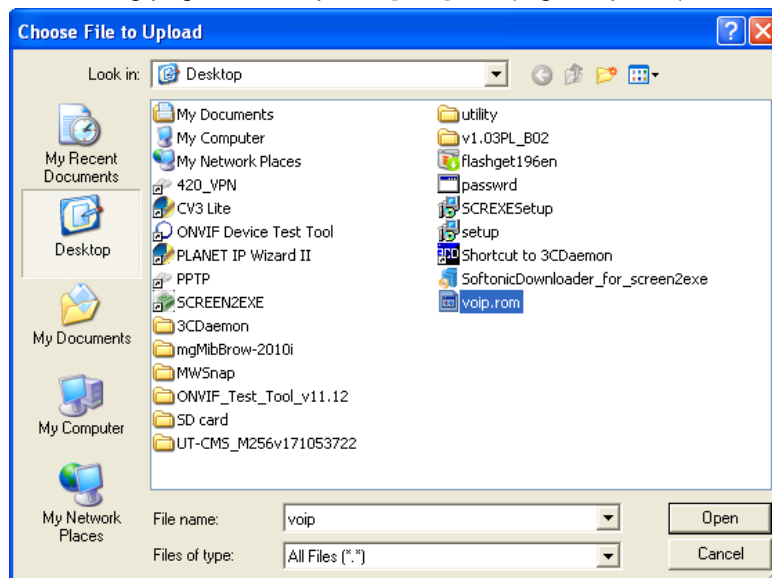 Choose File to Upload
Look in: Desktop
My Recent
Documents
Desktop
My Documents
My Computer
My Network
Places
My Documents
My Computer
My Network Places
420_VPN
CV3 Lite
ONVIF Device Test Tool
PLANET IP Wizard II
PPTP
SCREEN2EXE
3CDaemon
mgMibBrow-2010i
MWSnap
ONVIF_Test_Tool_v11.12
SD card
UT-CMS_M256v171053722
utility
v1.03PL_B02
flashget196en
passwrd
SCREXESetup
setup
Shortcut to 3CDaemon
SoftonicDownloader_for_screen2exe
voip.rom
File name: voip Open
Files of type: All Files (*.*) Cancel